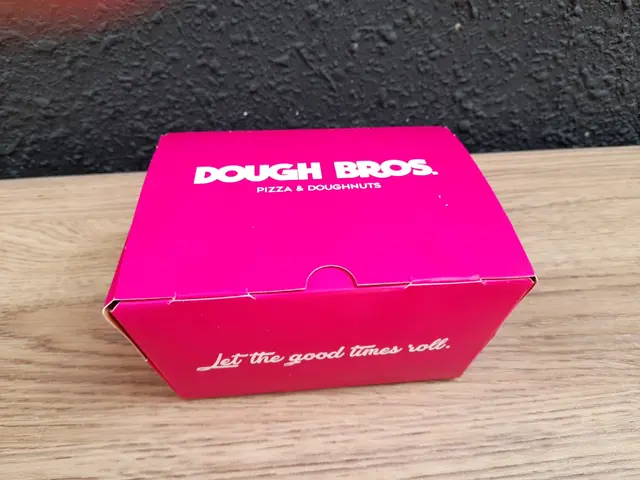 DOUGH BROS.
PIZZA & DOUGHNUTS
Let the good times roll.